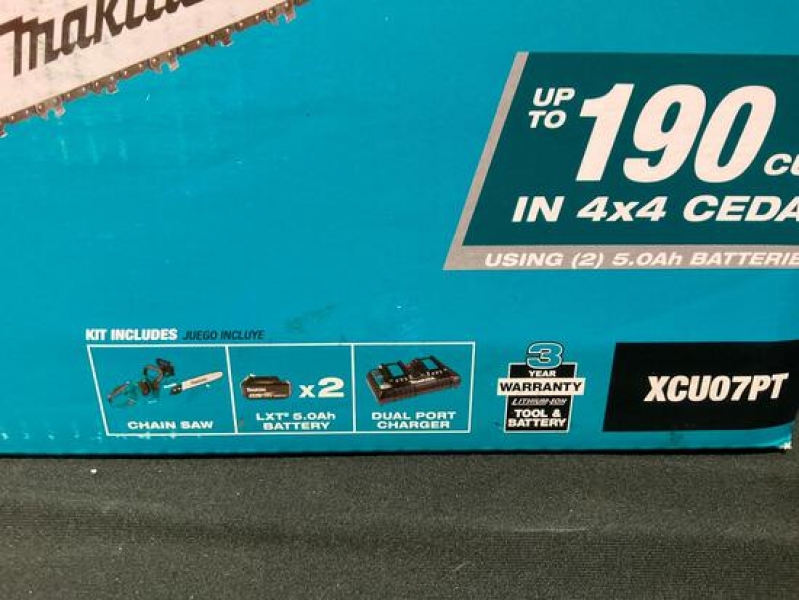 makita
UP TO 190
IN 4x4
USING (2) 5.0Ah
KIT INCLUDES JUEGO INCLUYE
x2
CHAIN SAW
LXT® 5.0Ah
BATTERY
DUAL PORT
CHARGER
3
YEAR
WARRANTY
LITHIUM-ION
TOOL &
BATTERY
XCU07PT